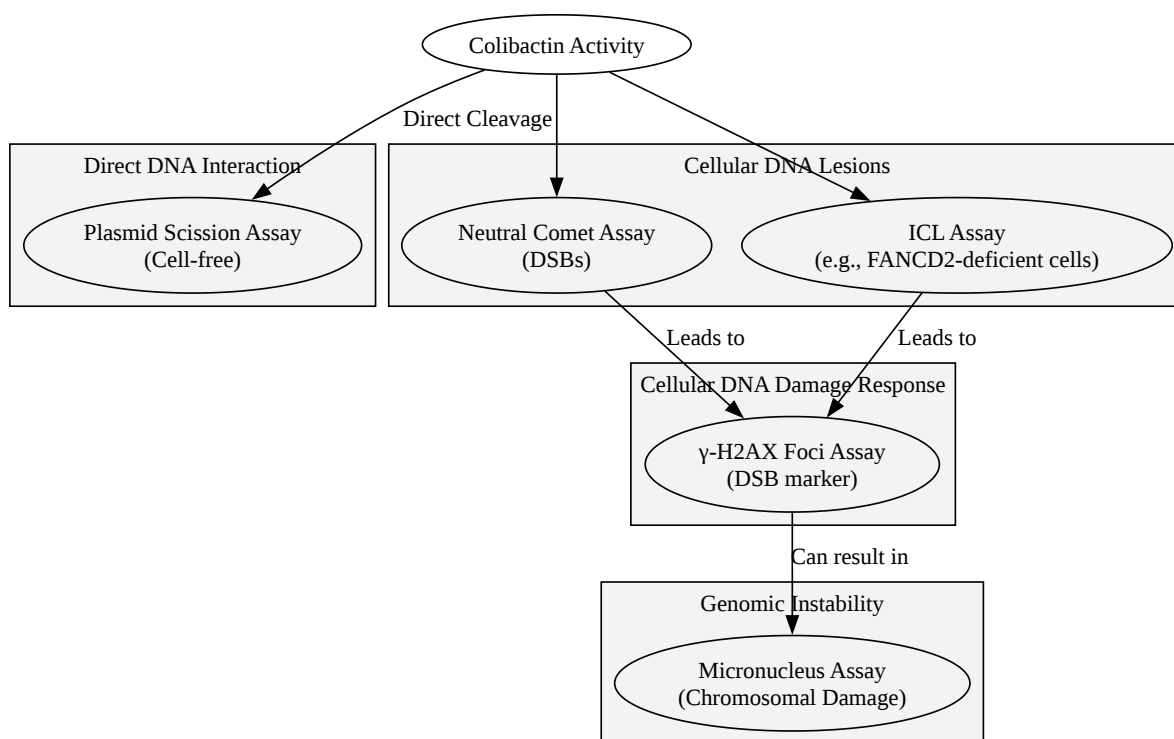 Colibactin Activity
Direct Cleavage
Direct DNA Interaction
Cellular DNA Lesions
Plasmid Scission Assay
(Cell-free)
Neutral Comet Assay
(DSBs)
ICL Assay
(e.g., FANCD2-deficient cells)
Leads to
Leads to
Cellular DNA Damage Response
γ-H2AX Foci Assay
(DSB marker)
Can result in
Genomic Instability
Micronucleus Assay
(Chromosomal Damage)